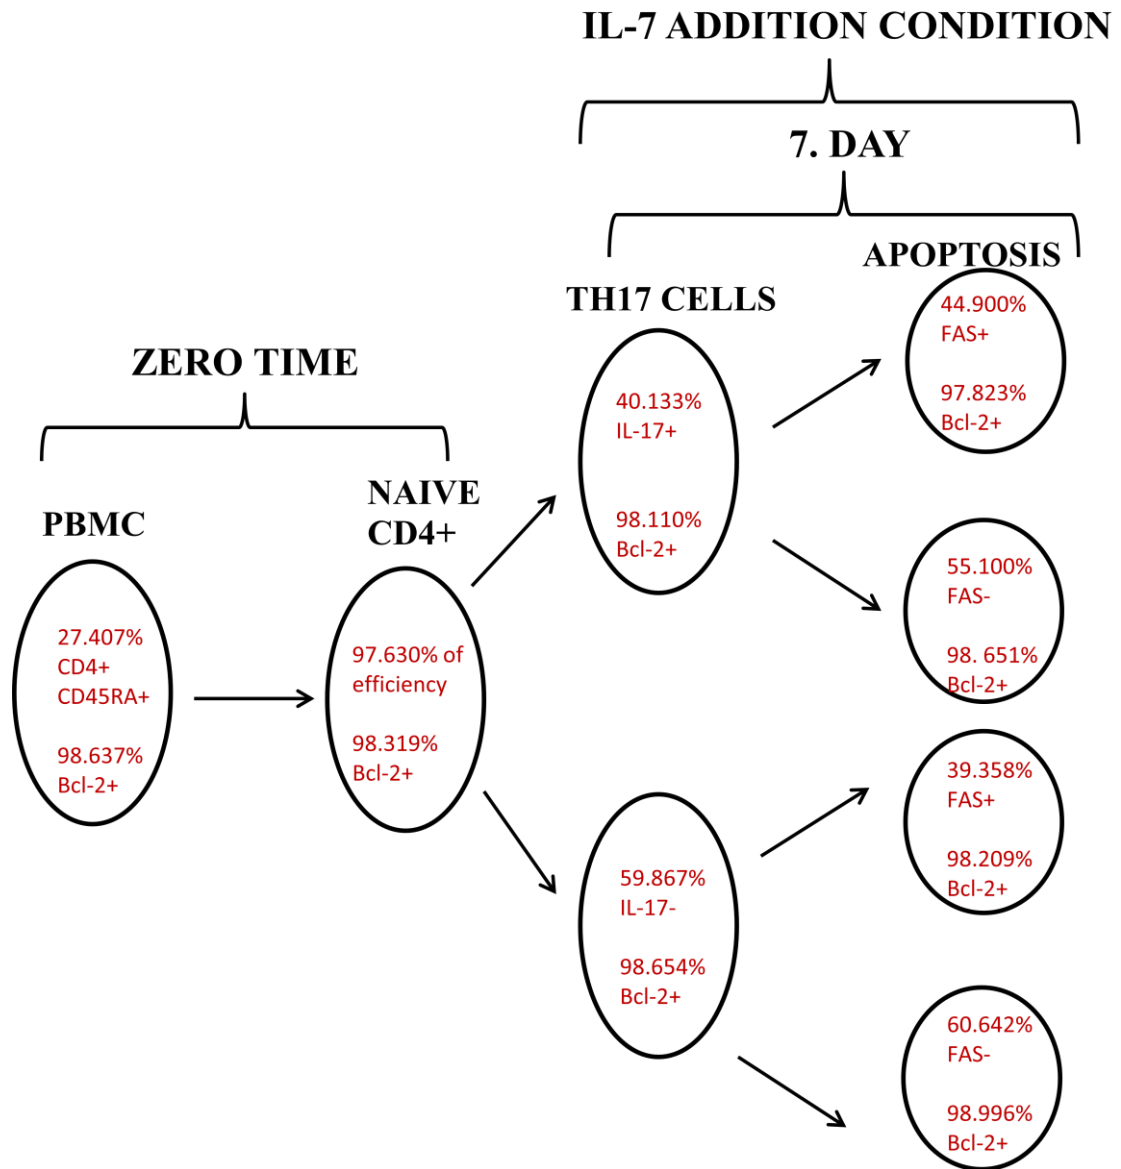 IL-7 ADDITION CONDITION
7. DAY
APOPTOSIS
TH17 CELLS
44.900%
FAS+
97.823%
Bcl-2+
ZERO TIME
40.133%
IL-17+
98.110%
Bcl-2+
NAIVE
CD4+
PBMC
55.100%
FAS-
98. 651%
Bcl-2+
27.407%
CD4+
CD45RA+
98.637%
Bcl-2+
97.630% of
efficiency
98.319%
Bcl-2+
39.358%
FAS+
98.209%
Bcl-2+
59.867%
IL-17-
98.654%
Bcl-2+
60.642%
FAS-
98.996%
Bcl-2+